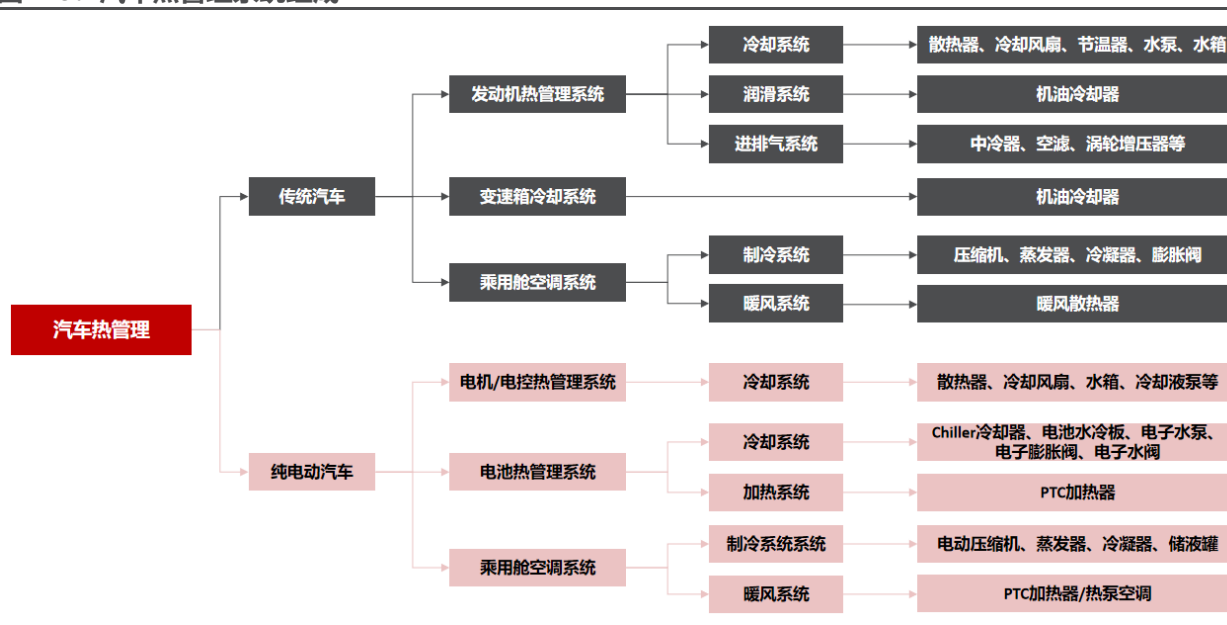 汽车热管理系统组成
冷却系统
散热器、冷却风扇、节温器、水泵、水箱
发动机热管理系统
润滑系统
机油冷却器
进排气系统
中冷器、空滤、涡轮增压器等
传统汽车
变速箱冷却系统
机油冷却器
制冷系统
压缩机、蒸发器、冷凝器、膨胀阀
乘用舱空调系统
暖风系统
暖风散热器
汽车热管理
电机/电控热管理系统
冷却系统
散热器、冷却风扇、水箱、冷却液泵等
冷却系统
Chiller冷却器、电池水冷板、电子水泵、
电子膨胀阀、电子水阀
纯电动汽车
电池热管理系统
加热系统
PTC加热器
制冷系统系统
电动压缩机、蒸发器、冷凝器、储液罐
乘用舱空调系统
暖风系统
PTC加热器/热泵空调